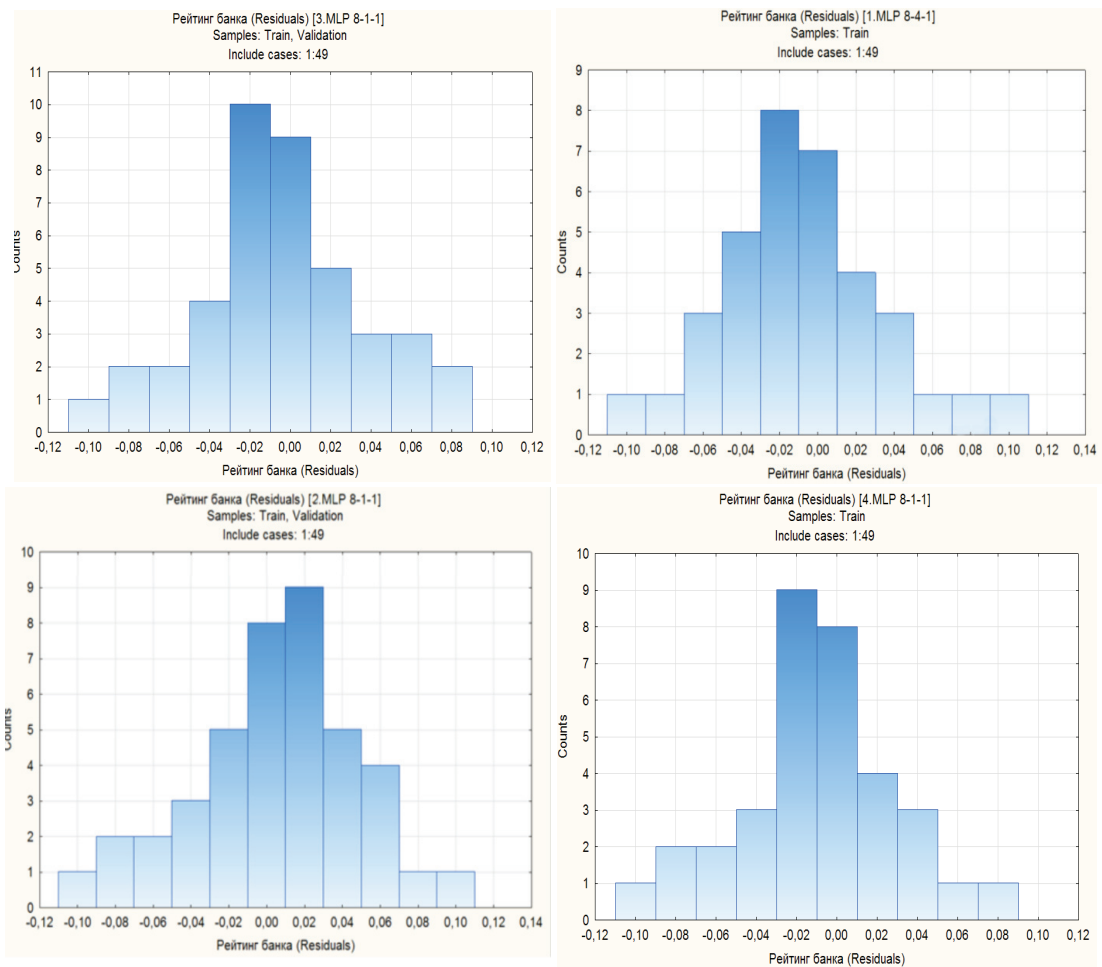 Рейтинг банка (Residuals) [3.MLP 8-1-1]
Samples: Train, Validation
Include cases: 1:49
11
10
9
8
7
6
5
4
3
2
1
0
Counts
-0,12 -0,10 -0,08 -0,06 -0,04 -0,02 0,00 0,02 0,04 0,06 0,08 0,10 0,12
Рейтинг банка (Residuals)
Рейтинг банка (Residuals) [1.MLP 8-4-1]
Samples: Train
Include cases: 1:49
9
8
7
6
5
4
3
2
1
0
Counts
-0,12 -0,10 -0,08 -0,06 -0,04 -0,02 0,00 0,02 0,04 0,06 0,08 0,10 0,12 0,14
Рейтинг банка (Residuals)
Рейтинг банка (Residuals) [2.MLP 8-1-1]
Samples: Train, Validation
Include cases: 1:49
10
9
8
7
6
5
4
3
2
1
0
Counts
-0,12 -0,10 -0,08 -0,06 -0,04 -0,02 0,00 0,02 0,04 0,06 0,08 0,10 0,12 0,14
Рейтинг банка (Residuals)
Рейтинг банка (Residuals) [4.MLP 8-1-1]
Samples: Train
Include cases: 1:49
10
9
8
7
6
5
4
3
2
1
0
Counts
-0,12 -0,10 -0,08 -0,06 -0,04 -0,02 0,00 0,02 0,04 0,06 0,08 0,10 0,12
Рейтинг банка (Residuals)